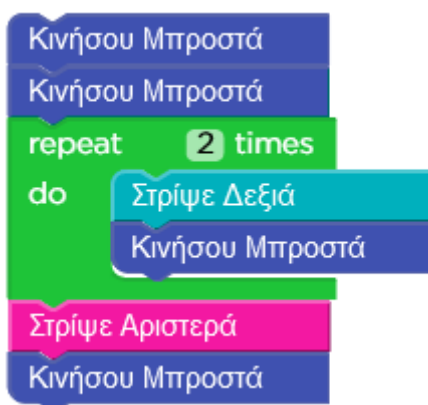 Κινήσου Μπροστά
Κινήσου Μπροστά
repeat 2 times
do Στρίψε Δεξιά
Κινήσου Μπροστά
Στρίψε Αριστερά
Κινήσου Μπροστά